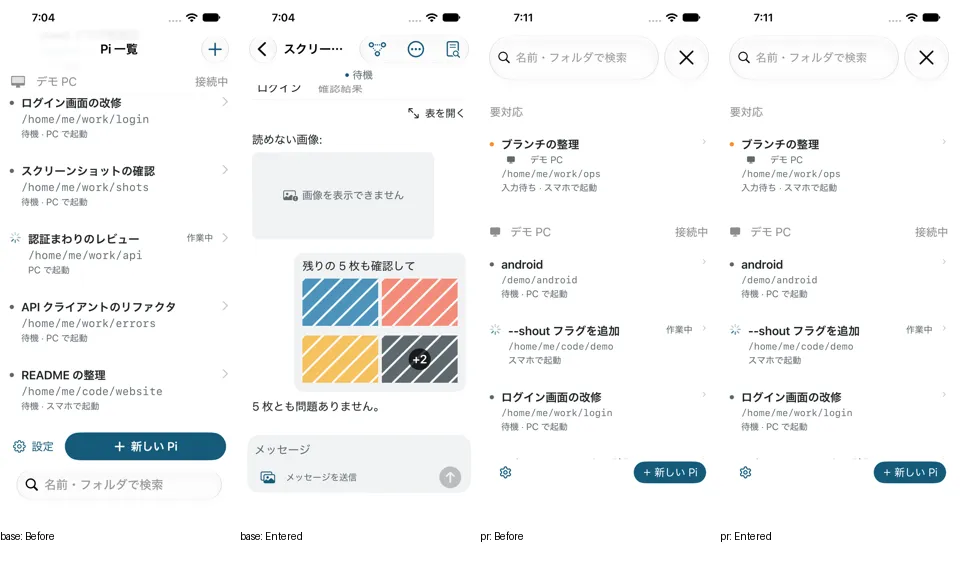 7:04
Pi 一覧
デモ PC
接続中
ログイン画面の改修
/home/me/work/login
待機 · PC で起動
スクリーンショットの確認
/home/me/work/shots
待機 · PC で起動
認証まわりのレビュー
作業中
/home/me/work/api
PC で起動
API クライアントのリファクタ
/home/me/work/errors
待機 · PC で起動
README の整理
/home/me/code/website
待機 · スマホで起動
設定
+ 新しい Pi
名前・フォルダで検索
base: Before
7:04
スクリー…
待機
ログイン
確認結果
表を開く
読めない画像:
画像を表示できません
残りの 5 枚も確認して
+2
5 枚とも問題ありません。
メッセージ
メッセージを送信
base: Entered
7:11
名前・フォルダで検索
要対応
ブランチの整理
デモ PC
/home/me/work/ops
入力待ち · スマホで起動
デモ PC
接続中
android
/demo/android
待機 · PC で起動
--shout フラグを追加
作業中
/home/me/code/demo
スマホで起動
ログイン画面の改修
/home/me/work/login
待機 · PC で起動
+ 新しい Pi
pr: Before
7:11
名前・フォルダで検索
要対応
ブランチの整理
デモ PC
/home/me/work/ops
入力待ち · スマホで起動
デモ PC
接続中
android
/demo/android
待機 · PC で起動
--shout フラグを追加
作業中
/home/me/code/demo
スマホで起動
ログイン画面の改修
/home/me/work/login
待機 · PC で起動
+ 新しい Pi
pr: Entered